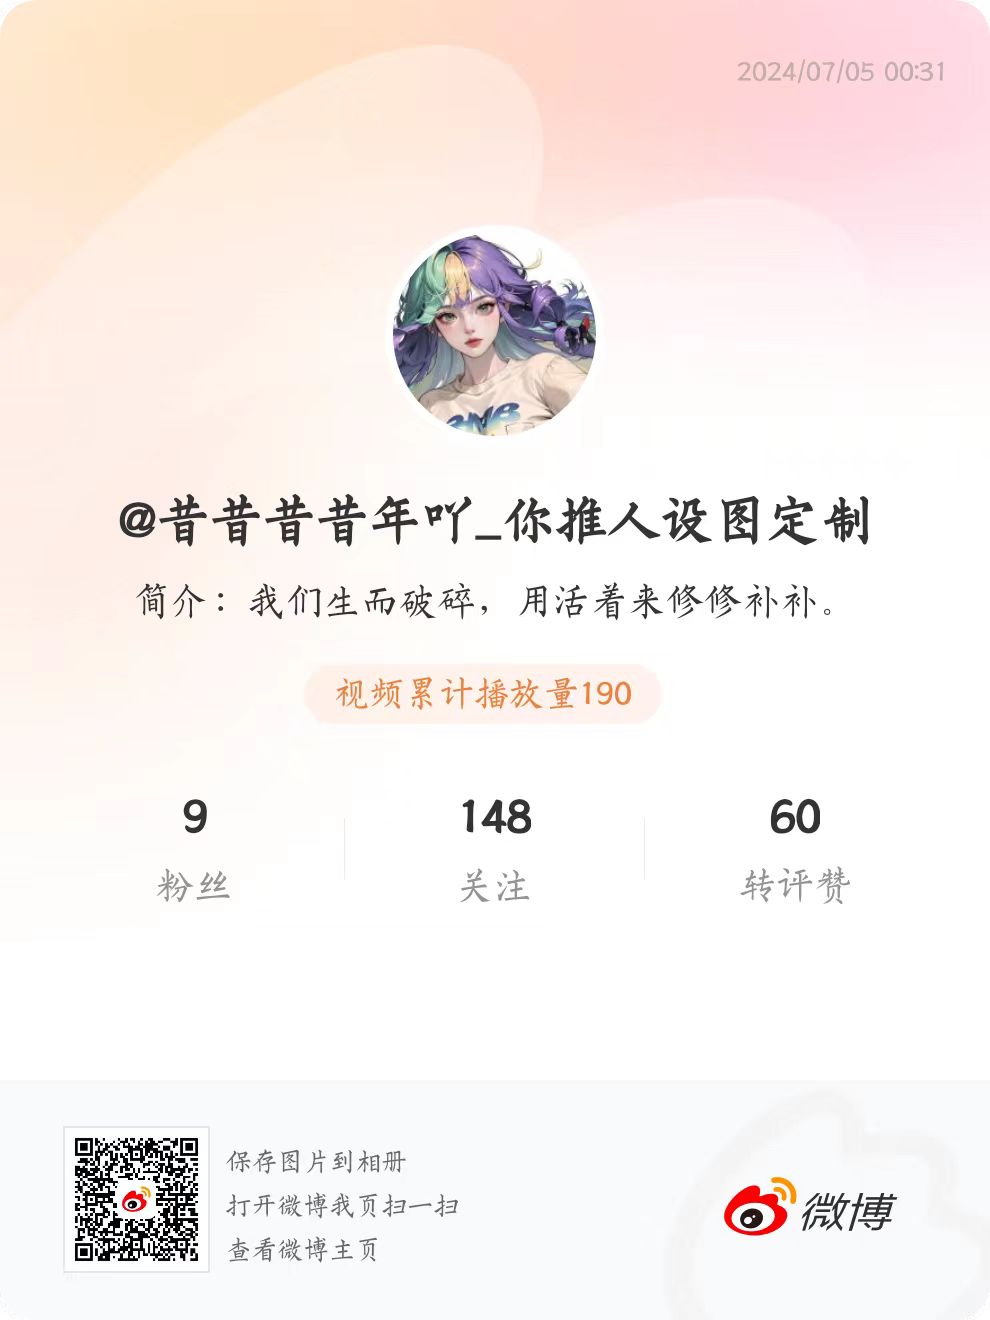 2024/07/05 00:31
@昔昔昔昔年吖_你推人设图定制
简介：我们生而破碎，用活着来修修补补。
视频累计播放量190
9 148 60
粉丝 关注 转评赞
保存图片到相册
打开微博我页扫一扫
查看微博主页
微博